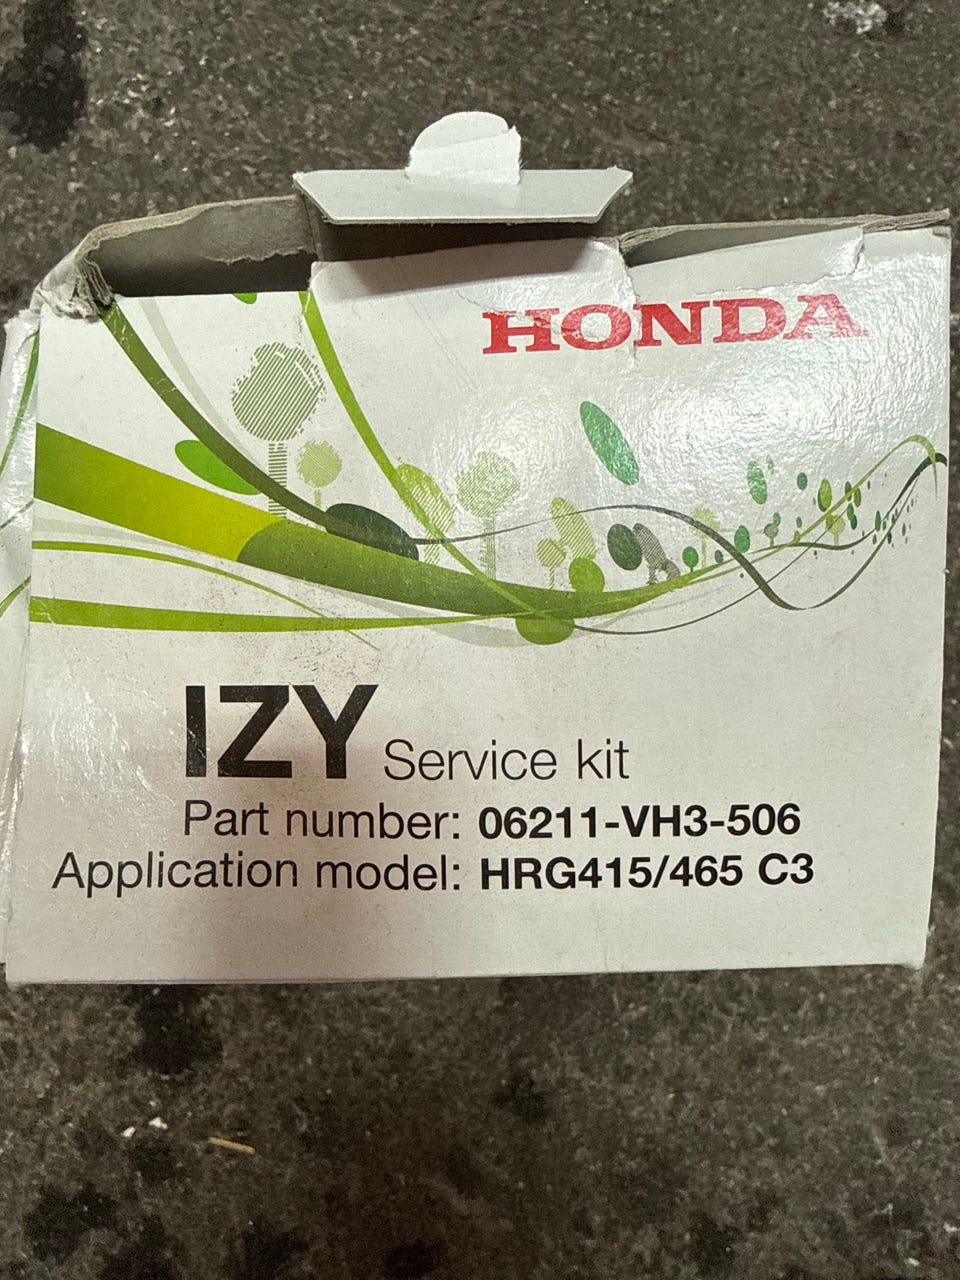 HONDA
IZY Service kit
Part number: 06211-VH3-506
Application model: HRG415/465 C3